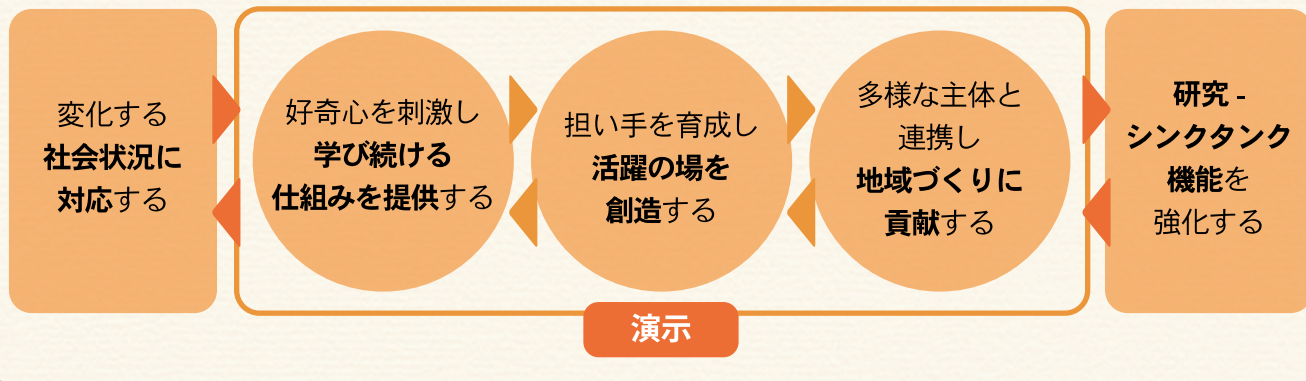 変化する
社会状況に
対応する
好奇心を刺激し
学び続ける
仕組みを提供する
担い手を育成し
活躍の場を
創造する
多様な主体と
連携し
地域づくりに
貢献する
研究 -
シンクタンク
機能を
強化する
演示